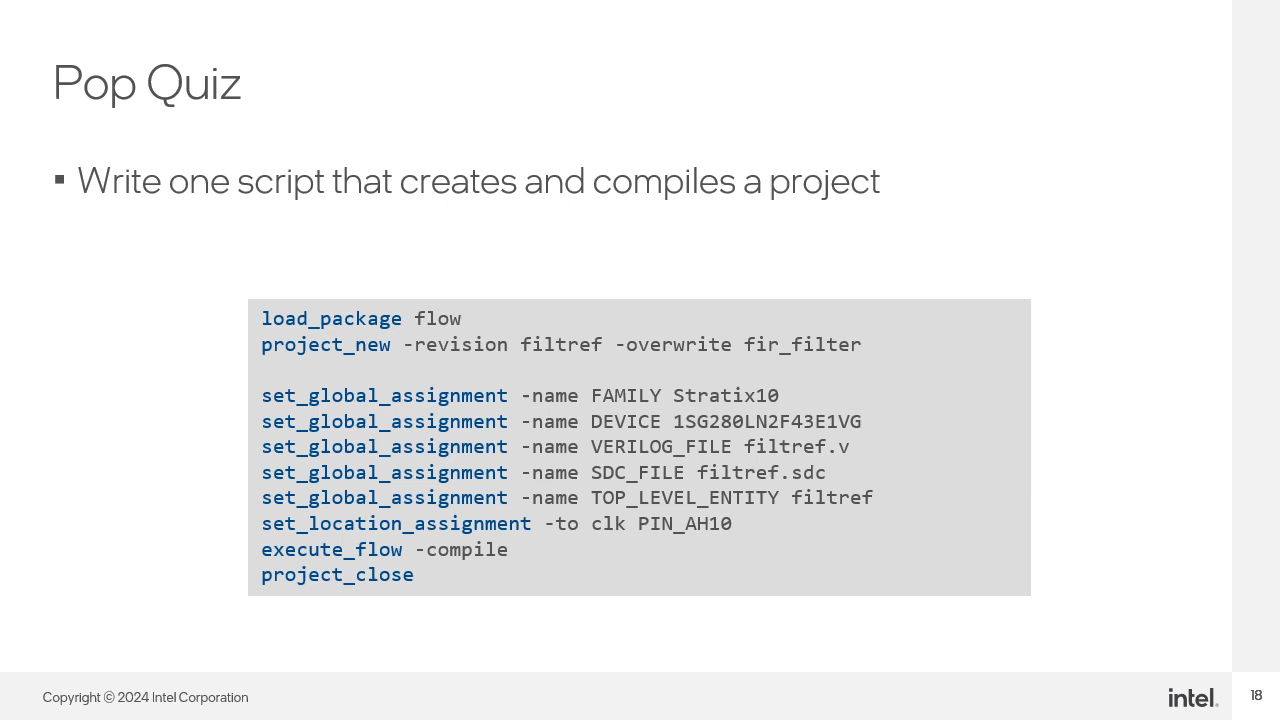 Pop Quiz
▪ Write one script that creates and compiles a project
load_package flow
project_new -revision filtref -overwrite fir_filter
set_global_assignment -name FAMILY Stratix10
set_global_assignment -name DEVICE 1SG280LN2F43E1VG
set_global_assignment -name VERILOG_FILE filtref.v
set_global_assignment -name SDC_FILE filtref.sdc
set_global_assignment -name TOP_LEVEL_ENTITY filtref
set_location_assignment -to clk PIN_AH10
execute_flow -compile
project_close
Copyright © 2024 Intel Corporation
intel.
18